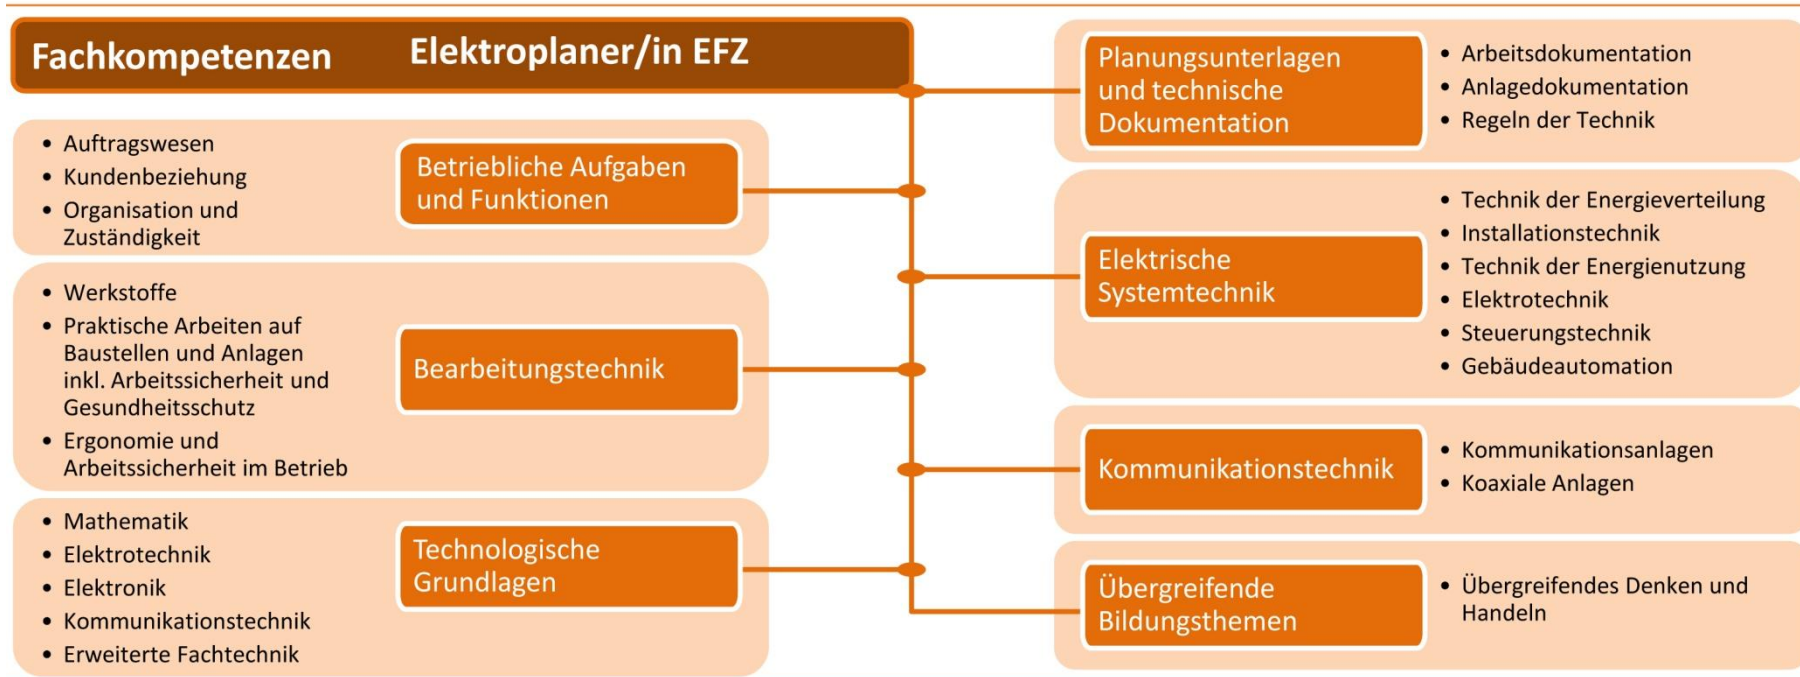 Fachkompetenzen Elektroplaner/in EFZ
• Auftragswesen
• Kundenbeziehung
• Organisation und
Zuständigkeit
Betriebliche Aufgaben
und Funktionen
• Werkstoffe
• Praktische Arbeiten auf
Baustellen und Anlagen
inkl. Arbeitssicherheit und
Gesundheitsschutz
• Ergonomie und
Arbeitssicherheit im Betrieb
Bearbeitungstechnik
• Mathematik
• Elektrotechnik
• Elektronik
• Kommunikationstechnik
• Erweiterte Fachtechnik
Technologische
Grundlagen
Planungsunterlagen
und technische
Dokumentation
• Arbeitsdokumentation
• Anlagedokumentation
• Regeln der Technik
Elektrische
Systemtechnik
• Technik der Energieverteilung
• Installationstechnik
• Technik der Energienutzung
• Elektrotechnik
• Steuerungstechnik
• Gebäudeautomation
Kommunikationstechnik
• Kommunikationsanlagen
• Koaxiale Anlagen
Übergreifende
Bildungsthemen
• Übergreifendes Denken und
Handeln